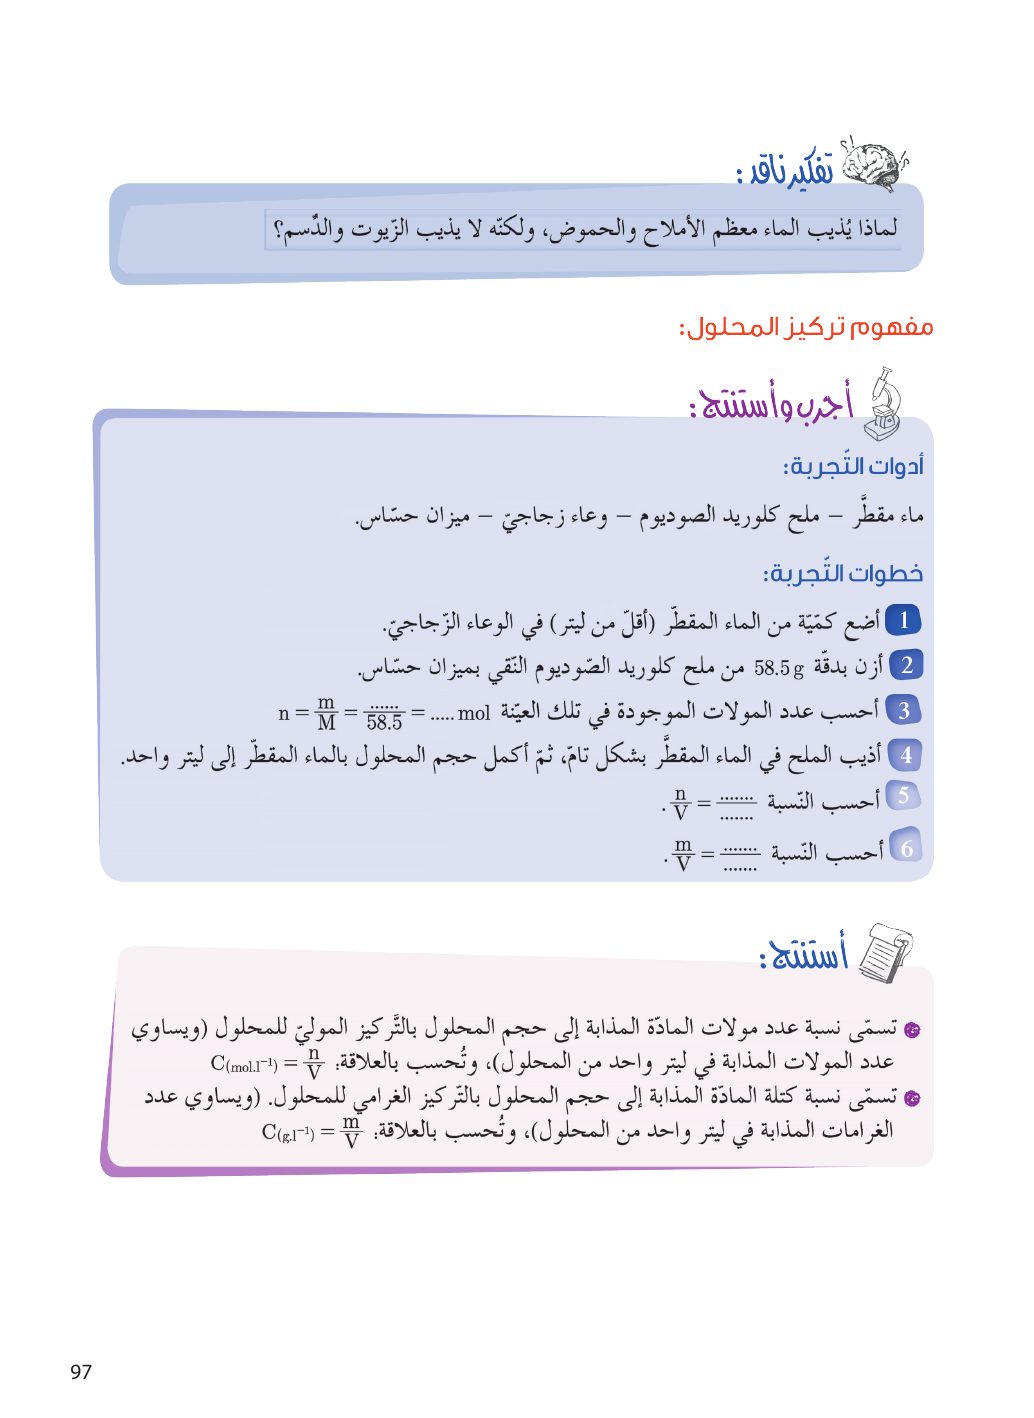 تفكير ناقد:
لماذا يُذيب الماء معظم الأملاح والحموض، ولكنّه لا يذيب الزّيوت والدّسم؟
مفهوم تركيز المحلول:
أجرب وأستنتج:
أدوات التّجربة:
ماء مقطَّر – ملح كلوريد الصوديوم – وعاء زجاجيّ – ميزان حسّاس.
خطوات التّجربة:
1 أضع كمّيّة من الماء المقطّر (أقلّ من ليتر) في الوعاء الزّجاجيّ.
2 أزن بدقّة 58.5 g من ملح كلوريد الصّوديوم النّقي بميزان حسّاس.
3 أحسب عدد المولات الموجودة في تلك العيّنة n = m/M = ....../58.5 = ..... mol
4 أذيب الملح في الماء المقطَّر بشكل تامّ، ثمّ أكمل حجم المحلول بالماء المقطّر إلى ليتر واحد.
5 أحسب النّسبة n/V = ......./....... .
6 أحسب النّسبة m/V = ......./....... .
أستنتج:
تسمّى نسبة عدد مولات المادّة المذابة إلى حجم المحلول بالتَّركيز الموليّ للمحلول (ويساوي
عدد المولات المذابة في ليتر واحد من المحلول)، وتُحسب بالعلاقة: C(mol.l⁻¹) = n/V
تسمّى نسبة كتلة المادّة المذابة إلى حجم المحلول بالتّركيز الغرامي للمحلول. (ويساوي عدد
الغرامات المذابة في ليتر واحد من المحلول)، وتُحسب بالعلاقة: C(g.l⁻¹) = m/V
97